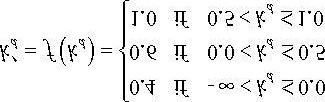 k'_d = f(k_d) = { 0.4 if -∞ < k_d ≤ 0.0
0.6 if 0.0 < k_d ≤ 0.5
1.0 if 0.5 < k_d ≤ 1.0